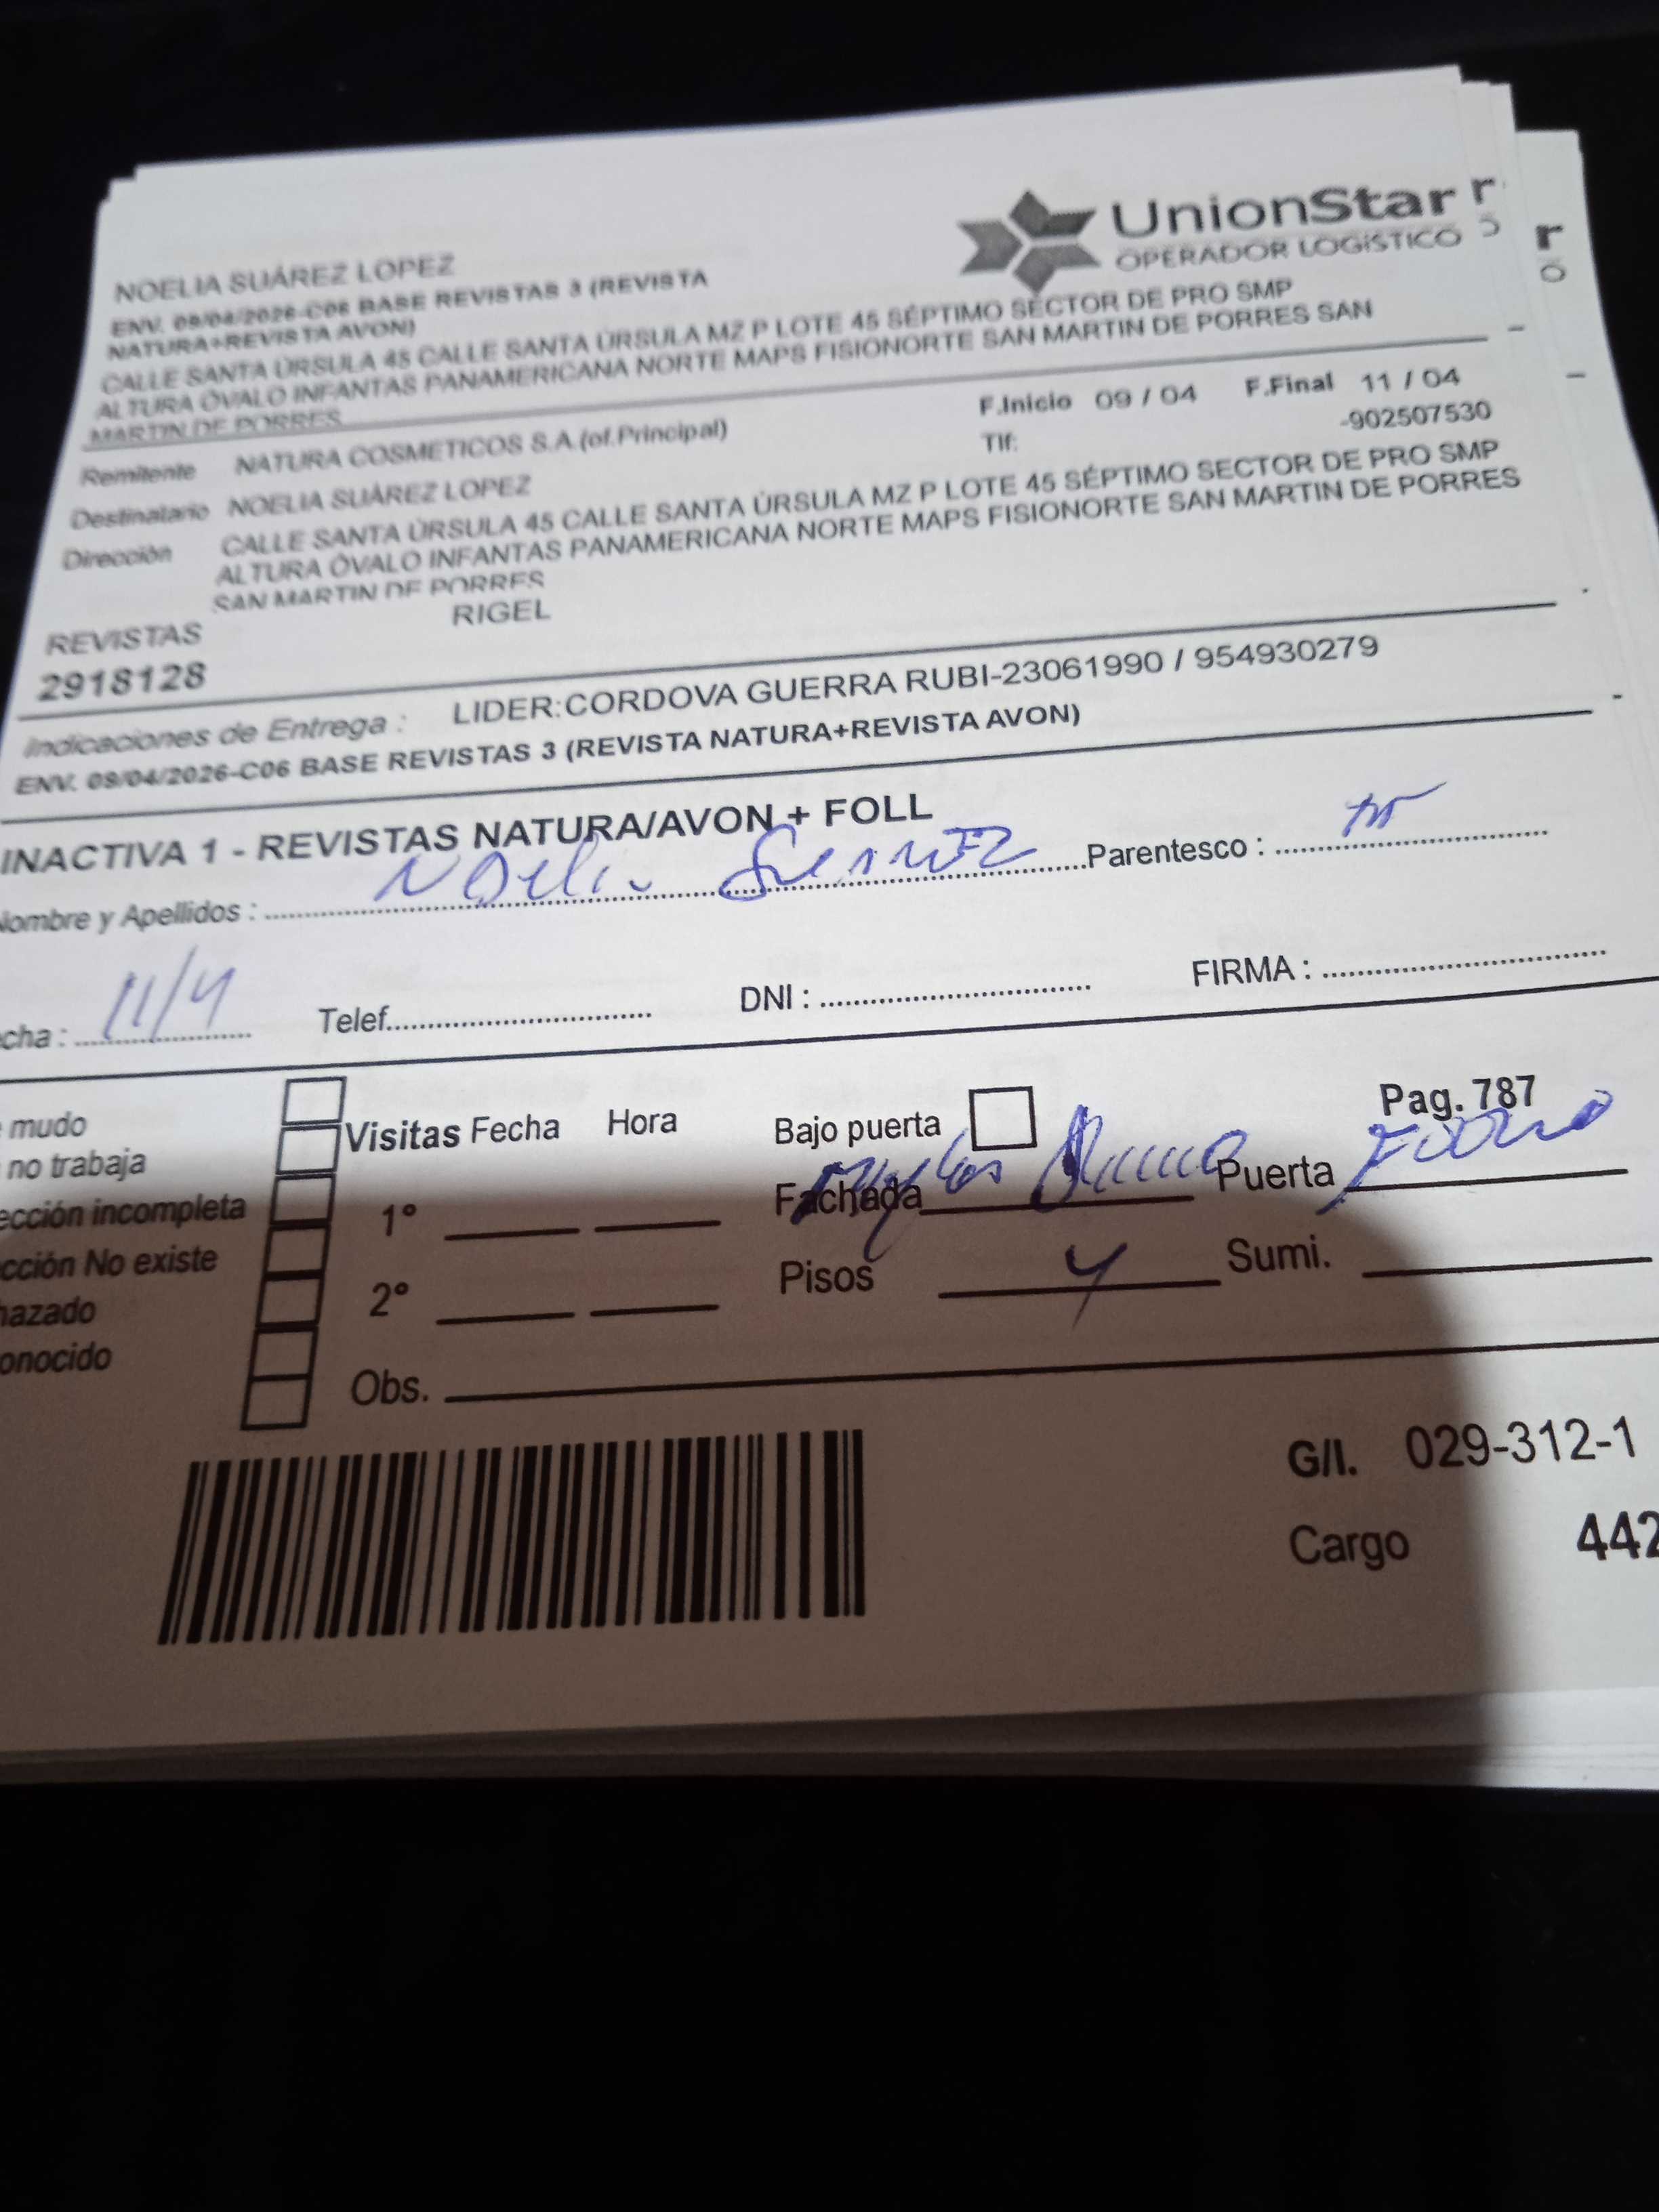 UnionStar r r
OPERADOR LOGÍSTICO Ó Ó
NOELIA SUÁREZ LOPEZ
ENV. 09/04/2026-C06 BASE REVISTAS 3 (REVISTA
NATURA+REVISTA AVON)
CALLE SANTA ÚRSULA 45 CALLE SANTA ÚRSULA MZ P LOTE 45 SÉPTIMO SECTOR DE PRO SMP
ALTURA ÓVALO INFANTAS PANAMERICANA NORTE MAPS FISIONORTE SAN MARTIN DE PORRES SAN
MARTIN DE PORRES
F.Inicio 09 / 04 F.Final 11 / 04
Remitente NATURA COSMETICOS S.A.(of.Principal) Tlf: -902507530
Destinatario NOELIA SUÁREZ LOPEZ
Dirección CALLE SANTA ÚRSULA 45 CALLE SANTA ÚRSULA MZ P LOTE 45 SÉPTIMO SECTOR DE PRO SMP
ALTURA ÓVALO INFANTAS PANAMERICANA NORTE MAPS FISIONORTE SAN MARTIN DE PORRES
SAN MARTIN DE PORRES
REVISTAS RIGEL
2918128
Indicaciones de Entrega : LIDER:CORDOVA GUERRA RUBI-23061990 / 954930279
ENV. 09/04/2026-C06 BASE REVISTAS 3 (REVISTA NATURA+REVISTA AVON)
INACTIVA 1 - REVISTAS NATURA/AVON + FOLL
Nombre y Apellidos : Noelia Suarez Parentesco :
echa : 11/4 Telef. DNI : FIRMA :
mudo Visitas Fecha Hora Bajo puerta Pag. 787
no trabaja
ección incompleta 1° Fachada Puerta
cción No existe Pisos 4 Sumi.
hazado 2°
onocido
Obs.
G/I. 029-312-1
Cargo 442